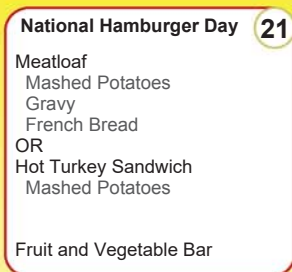 National Hamburger Day 21
Meatloaf
Mashed Potatoes
Gravy
French Bread
OR
Hot Turkey Sandwich
Mashed Potatoes
Fruit and Vegetable Bar